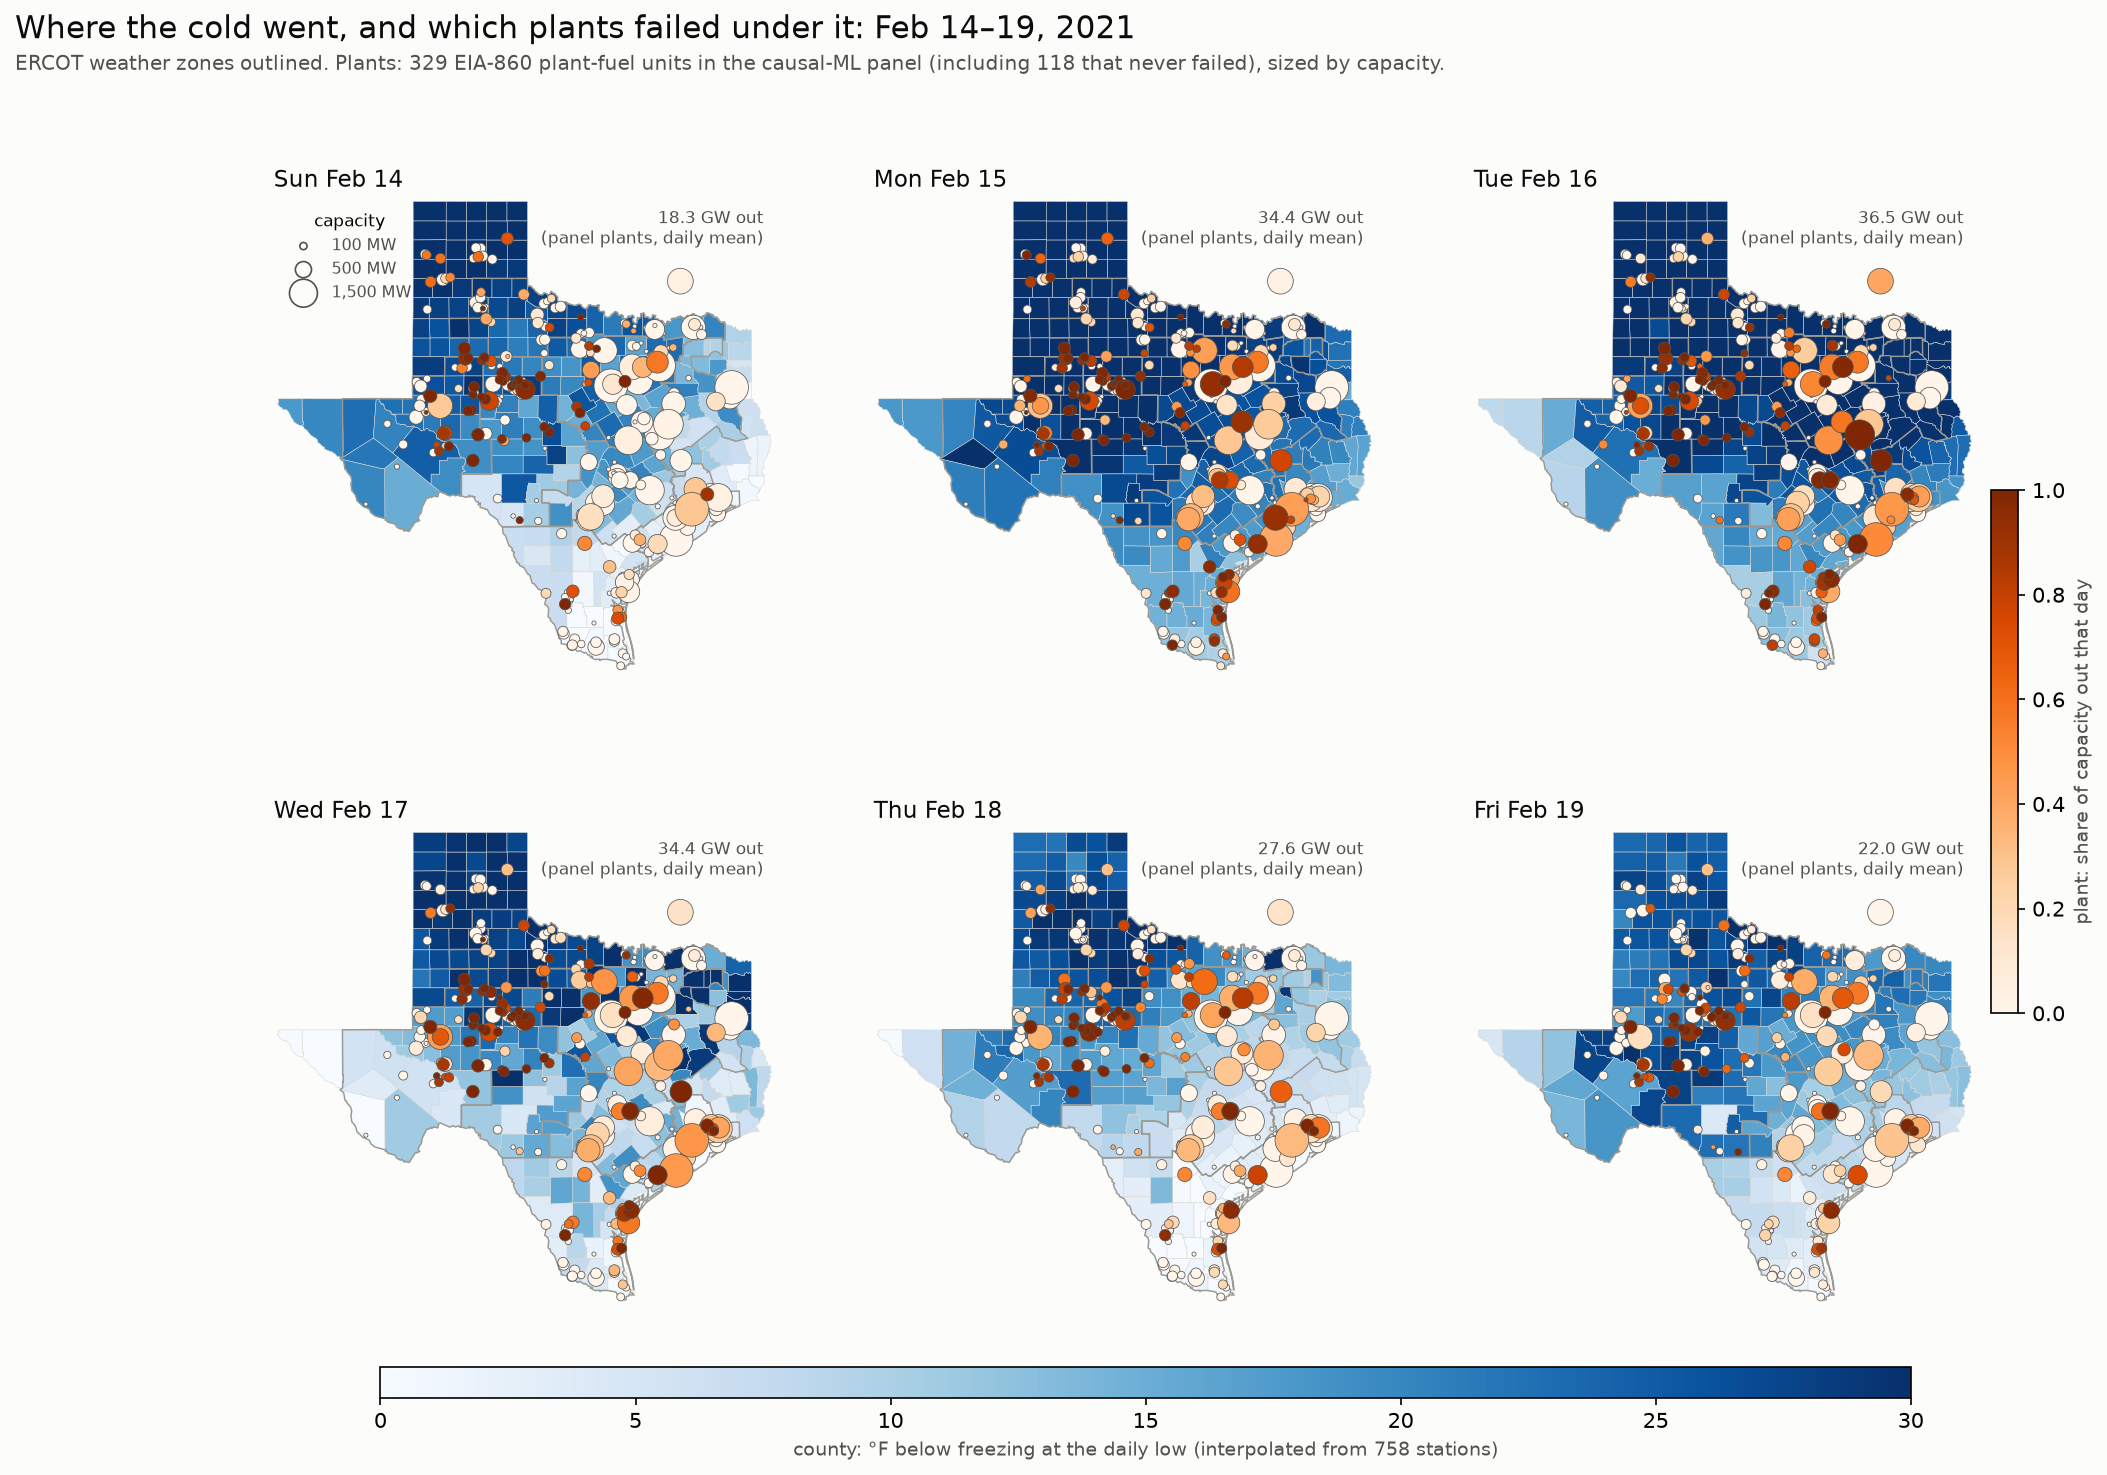 Where the cold went, and which plants failed under it: Feb 14–19, 2021
ERCOT weather zones outlined. Plants: 329 EIA-860 plant-fuel units in the causal-ML panel (including 118 that never failed), sized by capacity.
Sun Feb 14
capacity
100 MW
500 MW
1,500 MW
18.3 GW out
(panel plants, daily mean)
Mon Feb 15
34.4 GW out
(panel plants, daily mean)
Tue Feb 16
36.5 GW out
(panel plants, daily mean)
Wed Feb 17
34.4 GW out
(panel plants, daily mean)
Thu Feb 18
27.6 GW out
(panel plants, daily mean)
Fri Feb 19
22.0 GW out
(panel plants, daily mean)
1.0
0.8
0.6
0.4
0.2
0.0
plant: share of capacity out that day
0 5 10 15 20 25 30
county: °F below freezing at the daily low (interpolated from 758 stations)